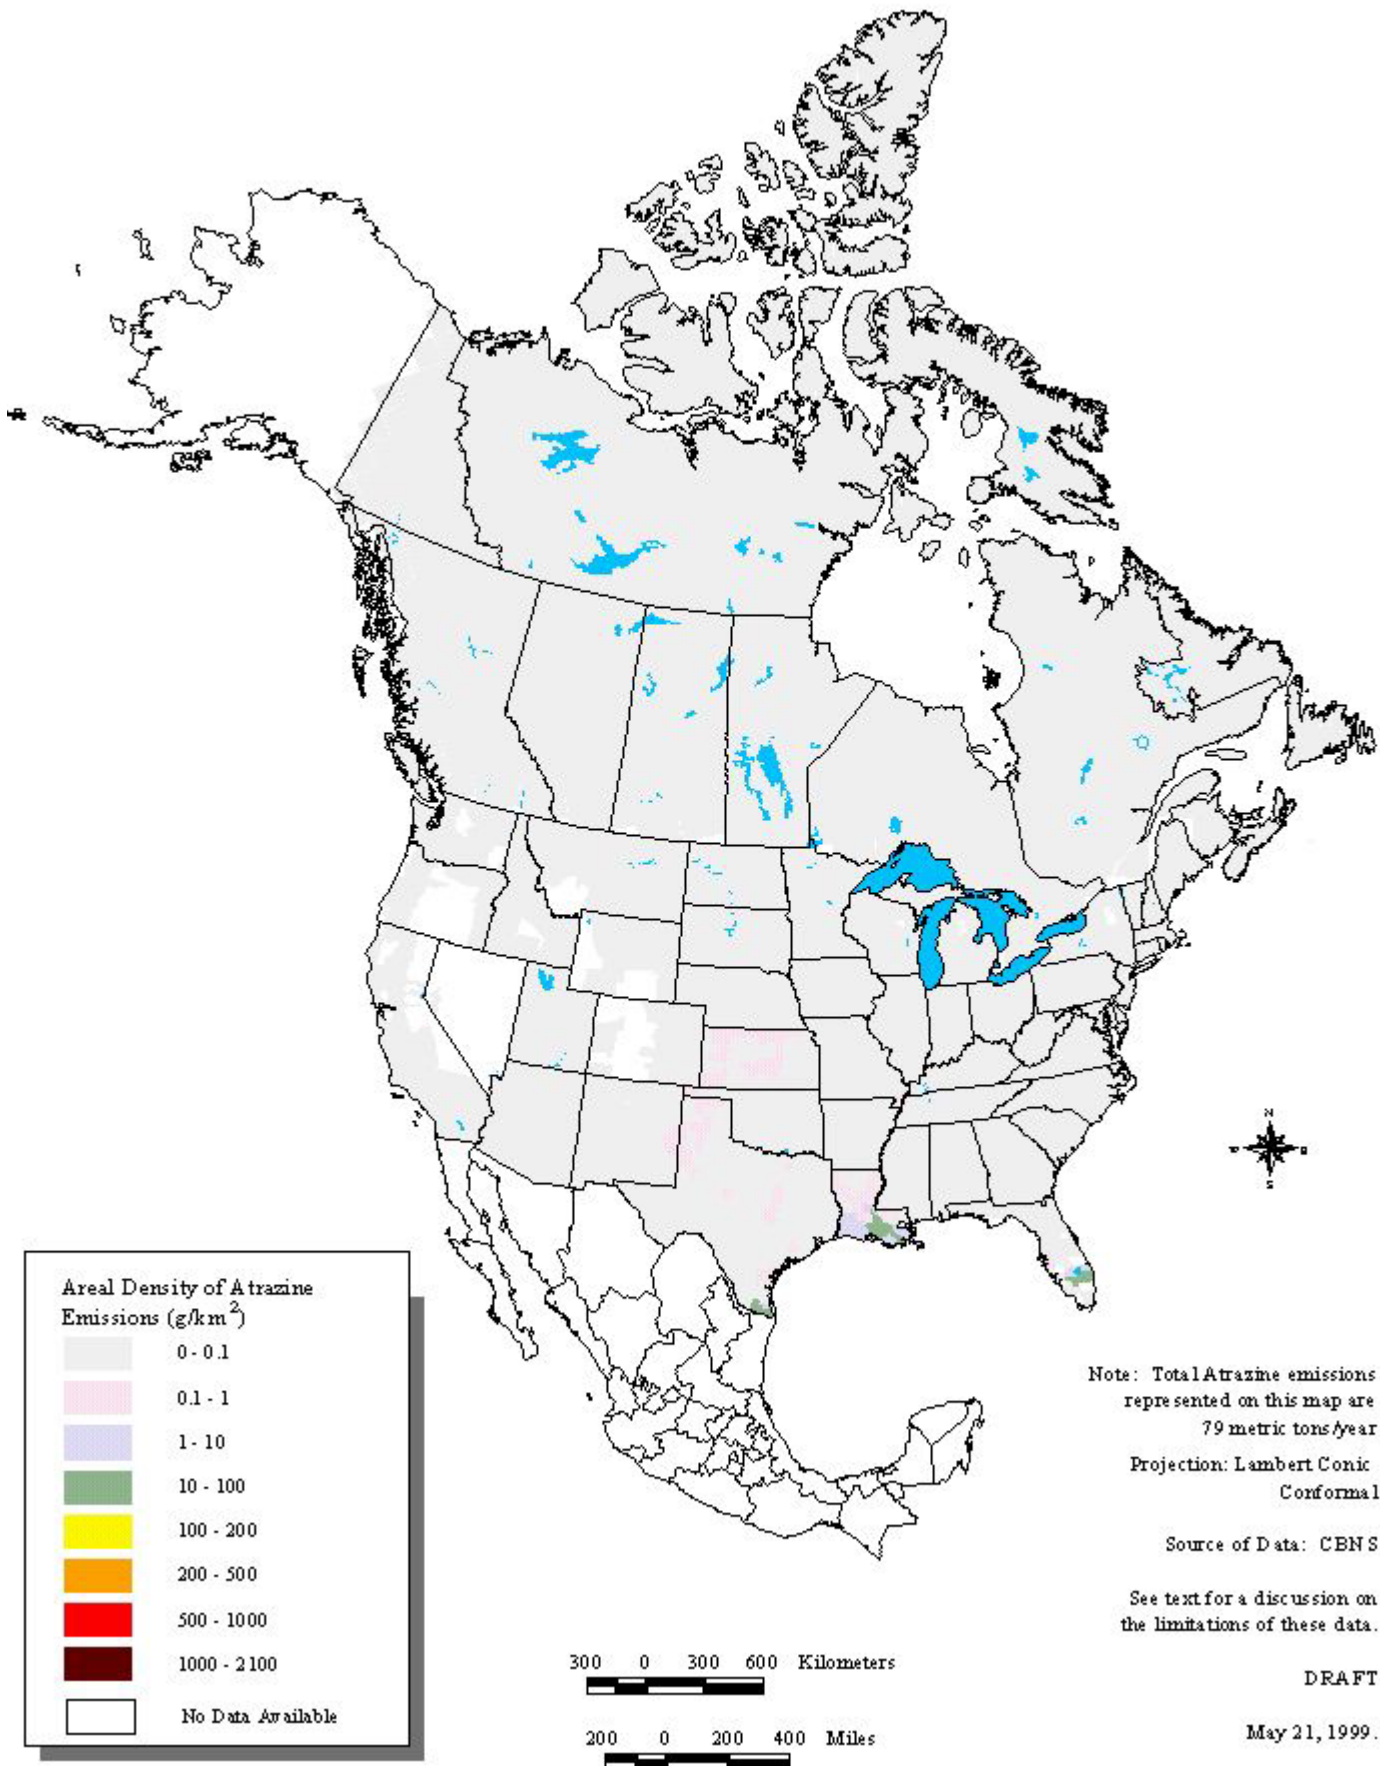 N
S
Areal Density of Atrazine
Emissions (g/km²)
0 - 0.1
0.1 - 1
1 - 10
10 - 100
100 - 200
200 - 500
500 - 1000
1000 - 2100
No Data Available
Note: Total Atrazine emissions
represented on this map are
79 metric tons/year
Projection: Lambert Conic
Conformal
Source of Data: CBNS
See text for a discussion on
the limitations of these data.
DRAFT
May 21, 1999.
300 0 300 600 Kilometers
200 0 200 400 Miles